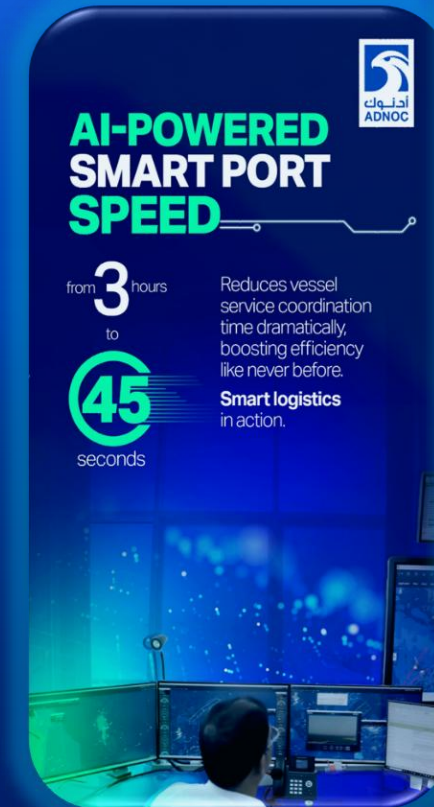 أدنوك
ADNOC
AI-POWERED
SMART PORT
SPEED
from 3 hours
to
45
seconds
Reduces vessel
service coordination
time dramatically,
boosting efficiency
like never before.
Smart logistics
in action.